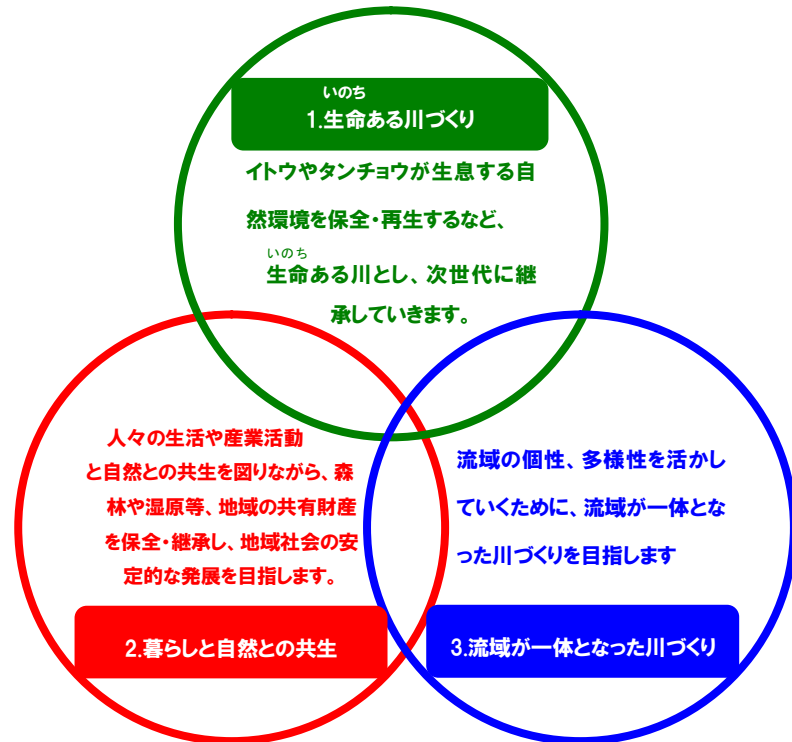 いのち
1.生命ある川づくり
イトウやタンチョウが生息する自
然環境を保全・再生するなど、
いのち
生命ある川とし、次世代に継
承していきます。
人々の生活や産業活動
と自然との共生を図りながら、森
林や湿原等、地域の共有財産
を保全・継承し、地域社会の安
定的な発展を目指します。
2.暮らしと自然との共生
流域の個性、多様性を活かし
ていくために、流域が一体とな
った川づくりを目指します
3.流域が一体となった川づくり